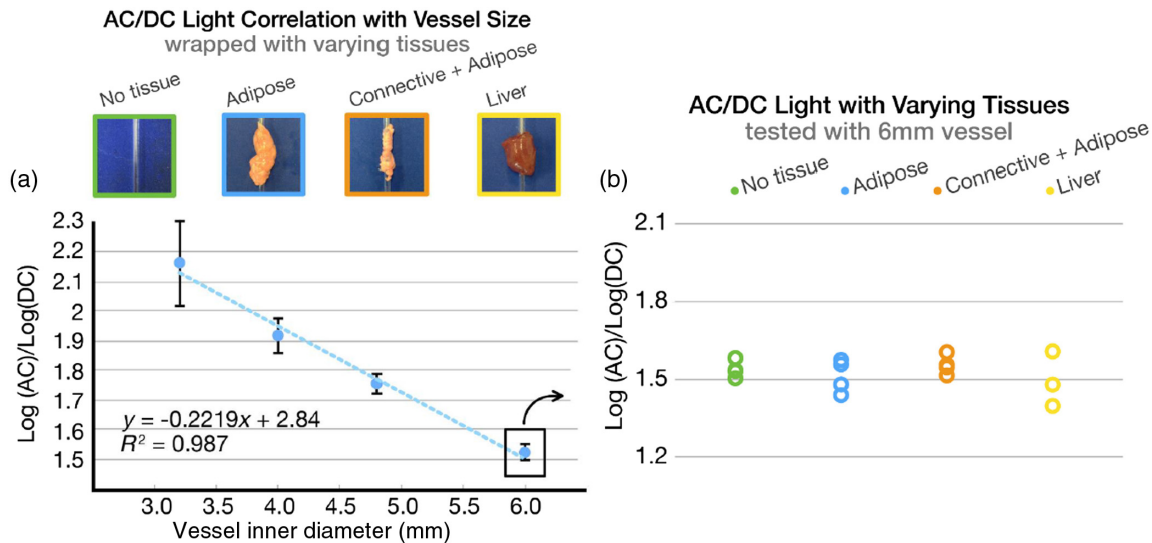 AC/DC Light Correlation with Vessel Size
wrapped with varying tissues
No tissue
Adipose
Connective + Adipose
Liver
(a)
Log (AC)/Log(DC)
2.3
2.2
2.1
2
1.9
1.8
1.7
1.6
1.5
y = -0.2219x + 2.84
R² = 0.987
3.0 3.5 4.0 4.5 5.0 5.5 6.0
Vessel inner diameter (mm)
AC/DC Light with Varying Tissues
tested with 6mm vessel
(b)
No tissue
Adipose
Connective + Adipose
Liver
Log (AC)/Log(DC)
2.1
1.8
1.5
1.2